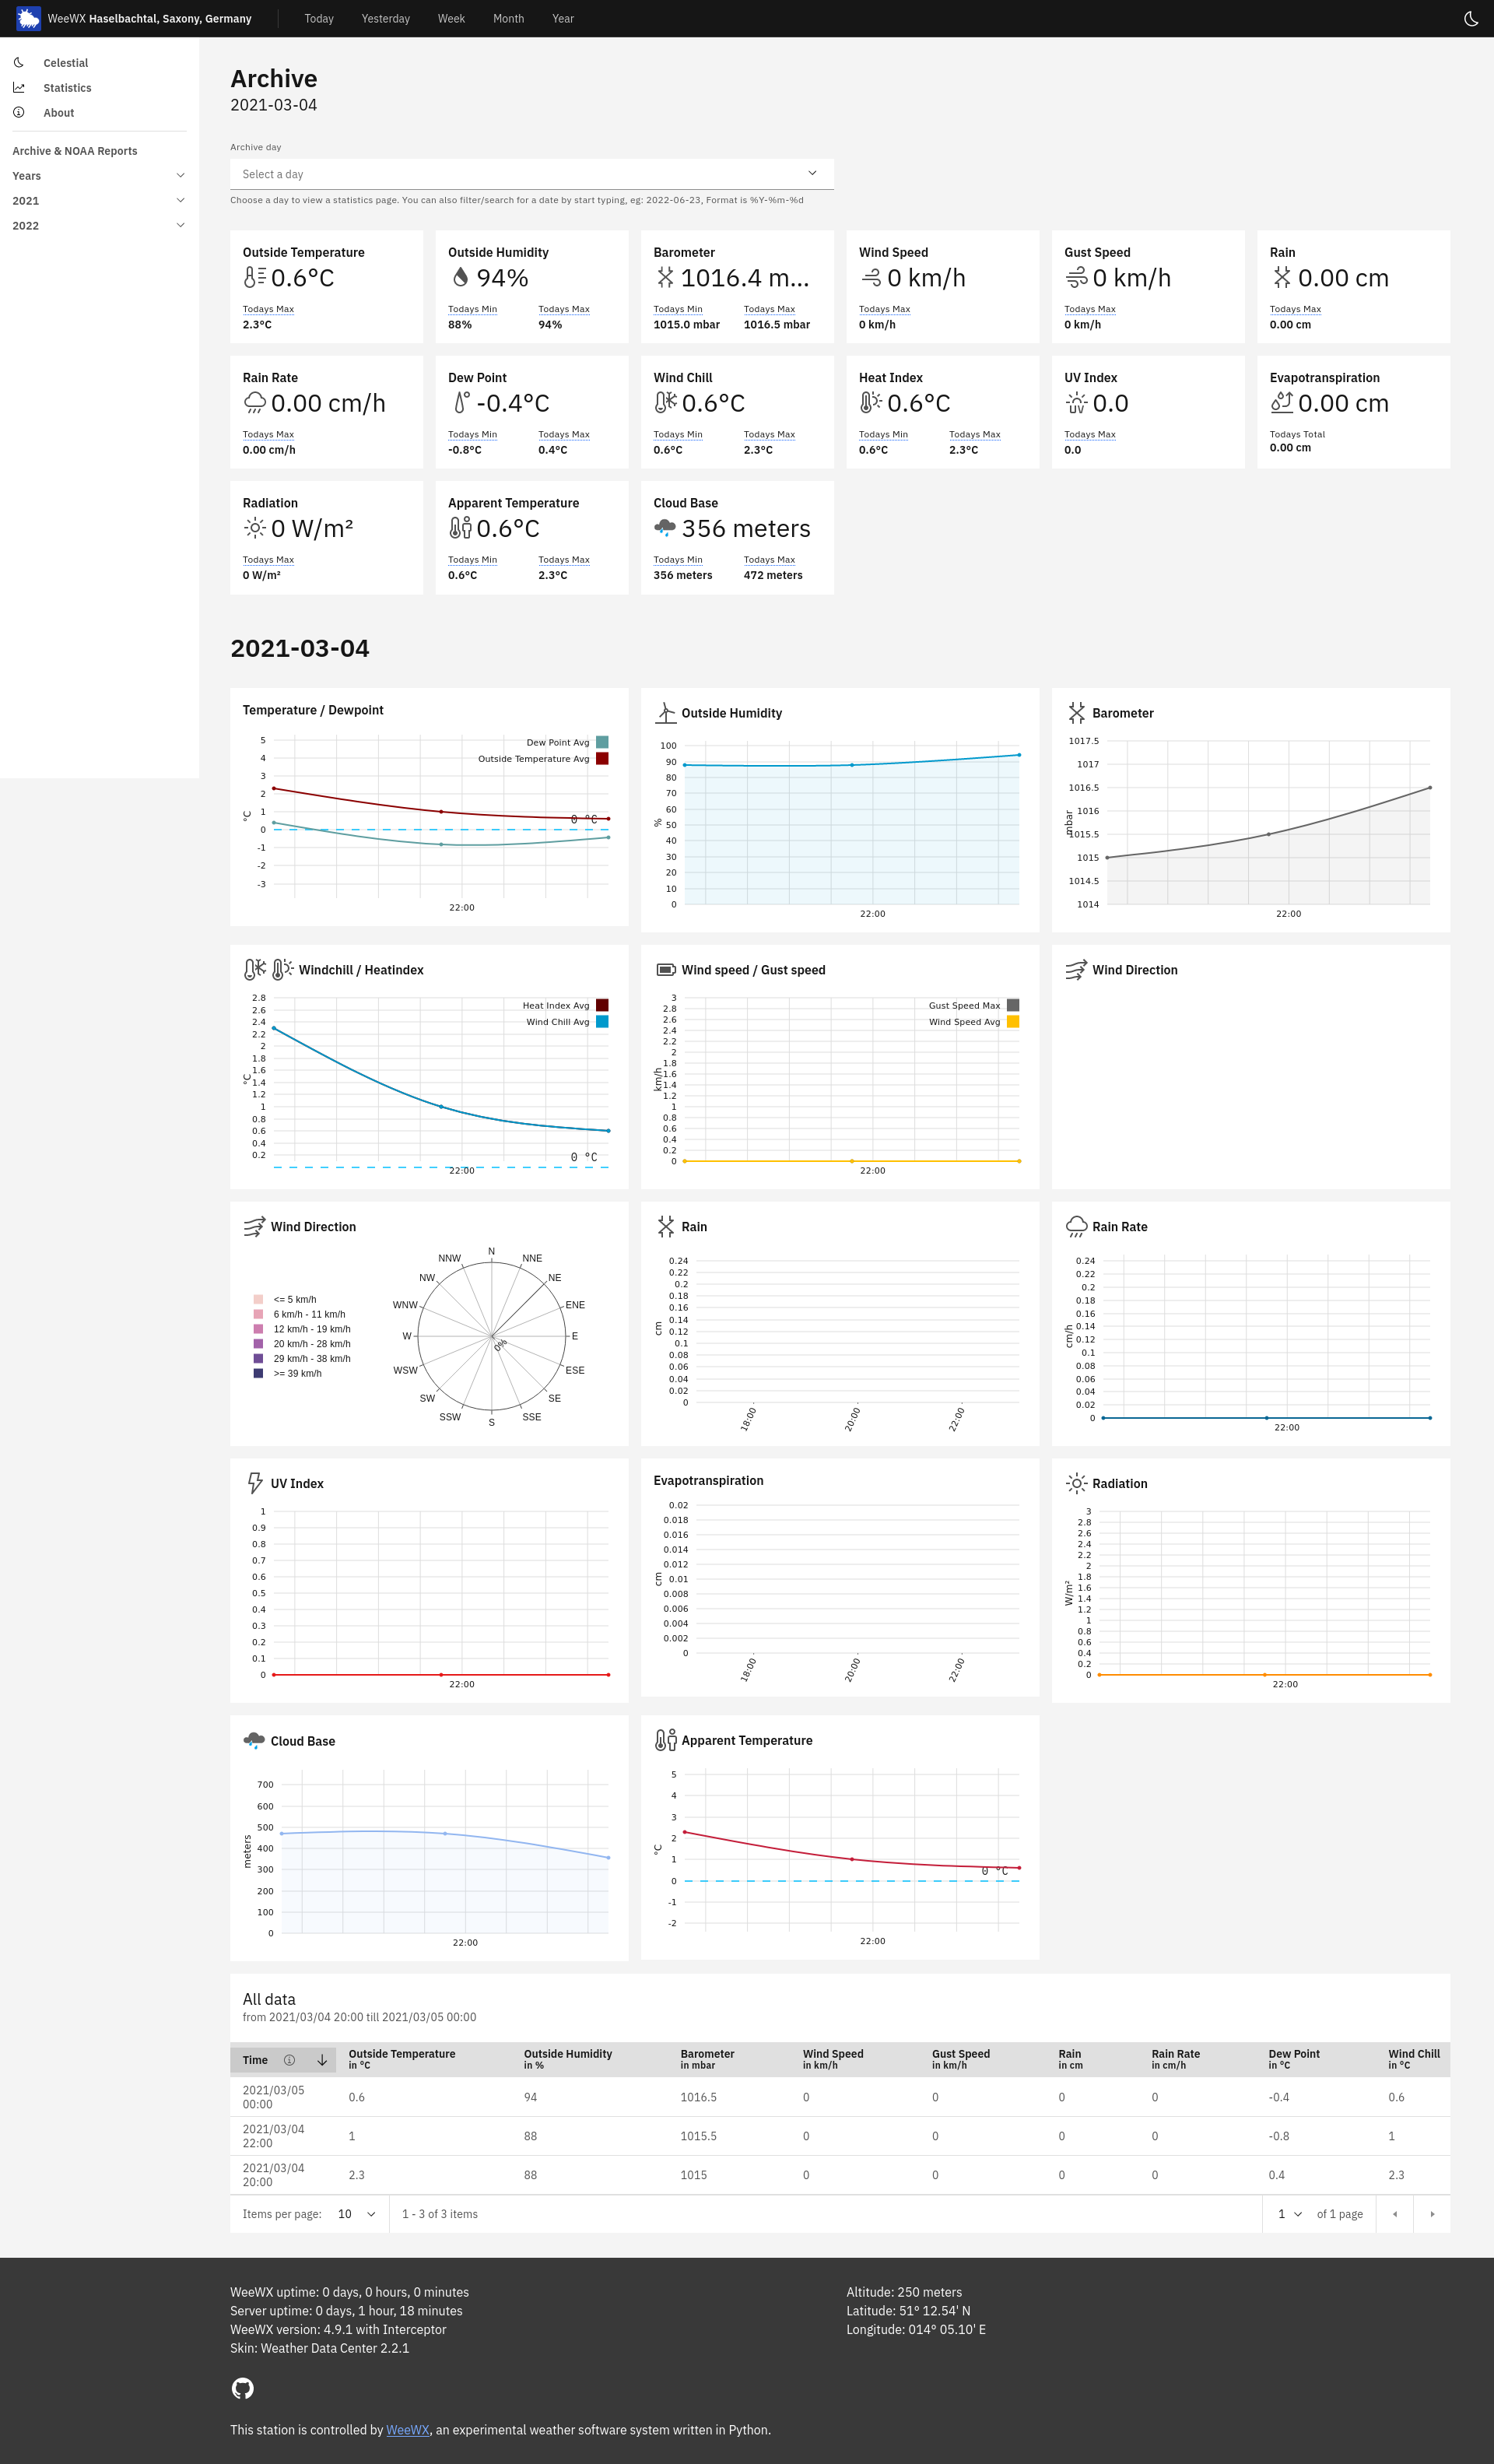 WeeWX Haselbachtal, Saxony, Germany
Today
Yesterday
Week
Month
Year
Celestial
Statistics
About
Archive & NOAA Reports
Years
2021
2022
Archive
2021-03-04
Archive day
Select a day
Choose a day to view a statistics page. You can also filter/search for a date by start typing, eg: 2022-06-23, Format is %Y-%m-%d
Outside Temperature
0.6°C
Todays Max
2.3°C
Outside Humidity
94%
Todays Min Todays Max
88% 94%
Barometer
1016.4 m...
Todays Min Todays Max
1015.0 mbar 1016.5 mbar
Wind Speed
0 km/h
Todays Max
0 km/h
Gust Speed
0 km/h
Todays Max
0 km/h
Rain
0.00 cm
Todays Max
0.00 cm
Rain Rate
0.00 cm/h
Todays Max
0.00 cm/h
Dew Point
-0.4°C
Todays Min Todays Max
-0.8°C 0.4°C
Wind Chill
0.6°C
Todays Min Todays Max
0.6°C 2.3°C
Heat Index
0.6°C
Todays Min Todays Max
0.6°C 2.3°C
UV Index
0.0
Todays Max
0.0
Evapotranspiration
0.00 cm
Todays Total
0.00 cm
Radiation
0 W/m²
Todays Max
0 W/m²
Apparent Temperature
0.6°C
Todays Min Todays Max
0.6°C 2.3°C
Cloud Base
356 meters
Todays Min Todays Max
356 meters 472 meters
2021-03-04
Temperature / Dewpoint
Dew Point Avg
Outside Temperature Avg
°C
5
4
3
2
1
0
-1
-2
-3
0 °C
22:00
Outside Humidity
%
100
90
80
70
60
50
40
30
20
10
0
22:00
Barometer
mbar
1017.5
1017
1016.5
1016
1015.5
1015
1014.5
1014
22:00
Windchill / Heatindex
Heat Index Avg
Wind Chill Avg
°C
2.8
2.6
2.4
2.2
2
1.8
1.6
1.4
1.2
1
0.8
0.6
0.4
0.2
0 °C
22:00
Wind speed / Gust speed
Gust Speed Max
Wind Speed Avg
km/h
3
2.8
2.6
2.4
2.2
2
1.8
1.6
1.4
1.2
1
0.8
0.6
0.4
0.2
0
22:00
Wind Direction
Wind Direction
<= 5 km/h
6 km/h - 11 km/h
12 km/h - 19 km/h
20 km/h - 28 km/h
29 km/h - 38 km/h
>= 39 km/h
N
NNE
NE
ENE
E
ESE
SE
SSE
S
SSW
SW
WSW
W
WNW
NW
NNW
0%
Rain
cm
0.24
0.22
0.2
0.18
0.16
0.14
0.12
0.1
0.08
0.06
0.04
0.02
0
18:00 20:00 22:00
Rain Rate
cm/h
0.24
0.22
0.2
0.18
0.16
0.14
0.12
0.1
0.08
0.06
0.04
0.02
0
22:00
UV Index
1
0.9
0.8
0.7
0.6
0.5
0.4
0.3
0.2
0.1
0
22:00
Evapotranspiration
cm
0.02
0.018
0.016
0.014
0.012
0.01
0.008
0.006
0.004
0.002
0
18:00 20:00 22:00
Radiation
W/m²
3
2.8
2.6
2.4
2.2
2
1.8
1.6
1.4
1.2
1
0.8
0.6
0.4
0.2
0
22:00
Cloud Base
meters
700
600
500
400
300
200
100
0
22:00
Apparent Temperature
°C
5
4
3
2
1
0
-1
-2
0 °C
22:00
All data
from 2021/03/04 20:00 till 2021/03/05 00:00
Time Outside Temperature Outside Humidity Barometer Wind Speed Gust Speed Rain Rain Rate Dew Point Wind Chill
in °C in % in mbar in km/h in km/h in cm in cm/h in °C in °C
2021/03/05
00:00 0.6 94 1016.5 0 0 0 0 -0.4 0.6
2021/03/04
22:00 1 88 1015.5 0 0 0 0 -0.8 1
2021/03/04
20:00 2.3 88 1015 0 0 0 0 0.4 2.3
Items per page: 10 1 - 3 of 3 items 1 of 1 page
WeeWX uptime: 0 days, 0 hours, 0 minutes
Server uptime: 0 days, 1 hour, 18 minutes
WeeWX version: 4.9.1 with Interceptor
Skin: Weather Data Center 2.2.1
Altitude: 250 meters
Latitude: 51° 12.54' N
Longitude: 014° 05.10' E
This station is controlled by WeeWX, an experimental weather software system written in Python.